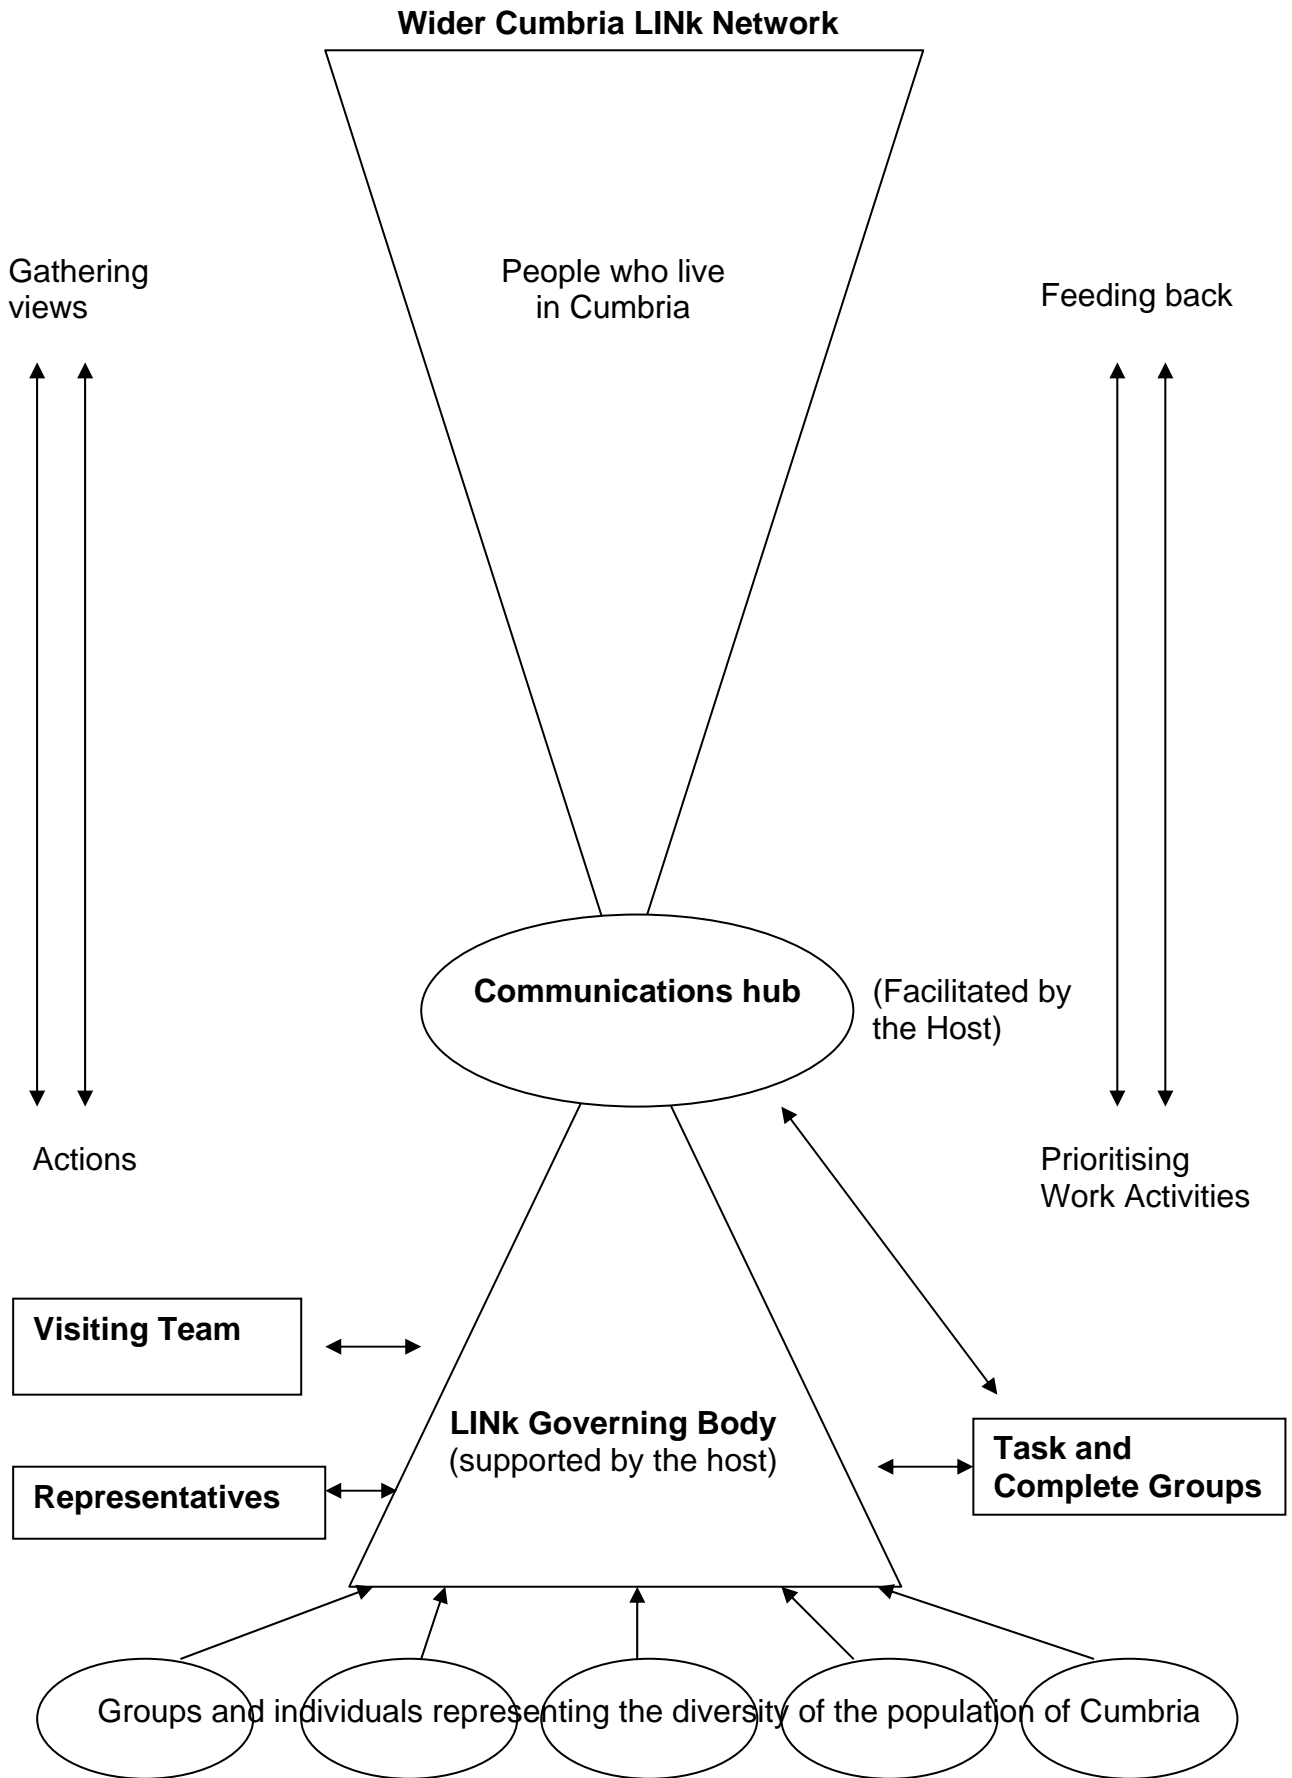 Wider Cumbria LINk Network
Gathering
views
People who live
in Cumbria
Feeding back
Communications hub
(Facilitated by
the Host)
Actions
Prioritising
Work Activities
Visiting Team
LINk Governing Body
(supported by the host)
Representatives
Task and
Complete Groups
Groups and individuals representing the diversity of the population of Cumbria